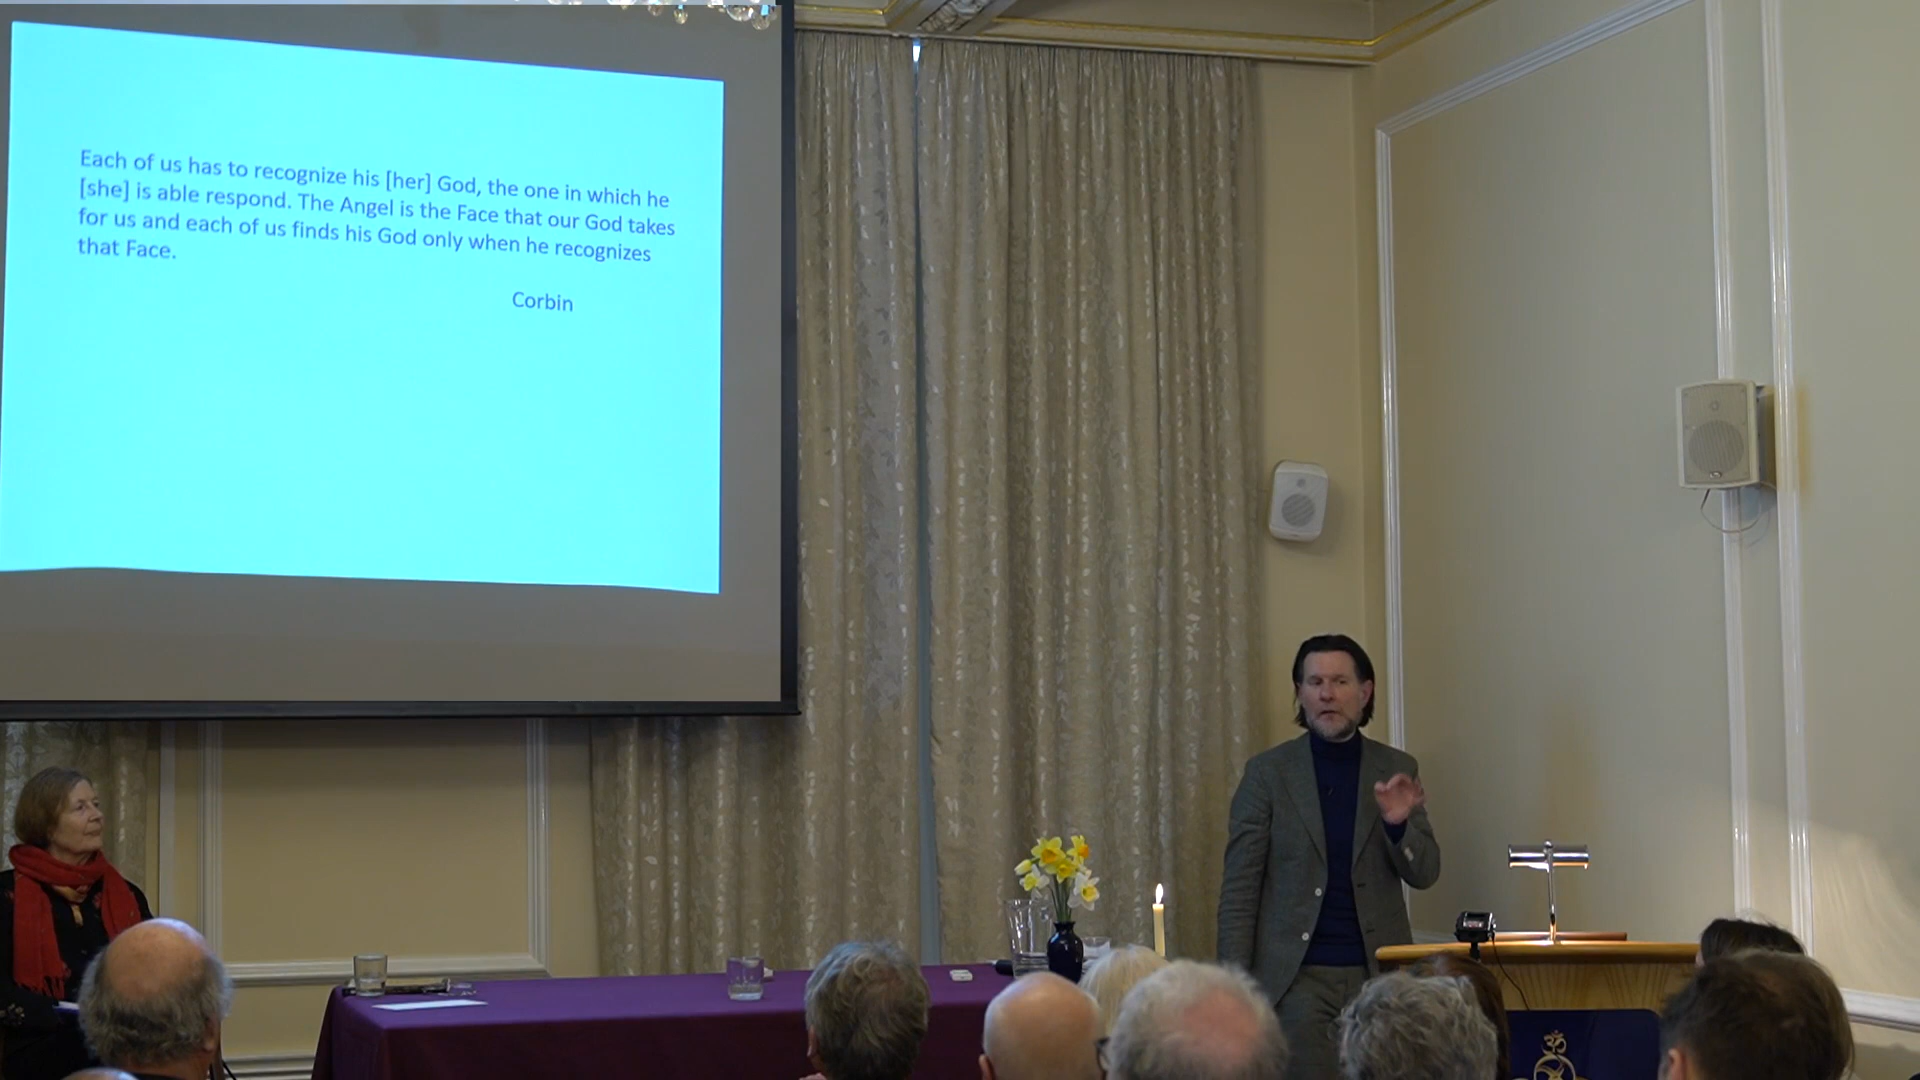 Each of us has to recognize his [her] God, the one in which he
[she] is able respond. The Angel is the Face that our God takes
for us and each of us finds his God only when he recognizes
that Face.
Corbin
ॐ